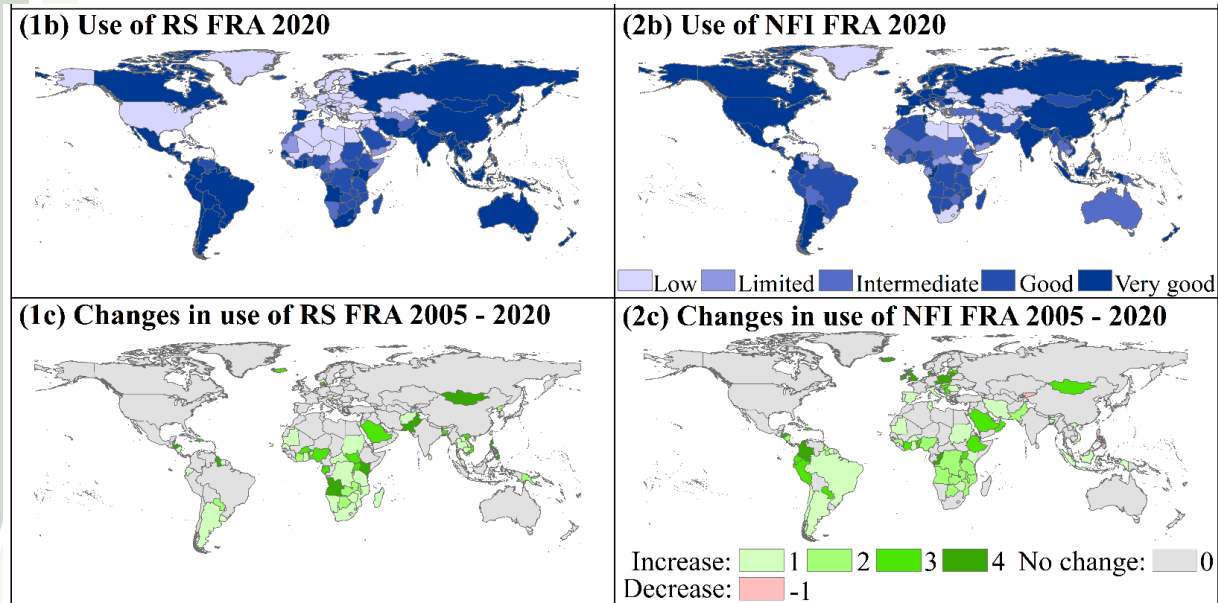 (1b) Use of RS FRA 2020
(2b) Use of NFI FRA 2020
Low Limited Intermediate Good Very good
(1c) Changes in use of RS FRA 2005 - 2020
(2c) Changes in use of NFI FRA 2005 - 2020
Increase: 1 2 3 4 No change: 0
Decrease: -1